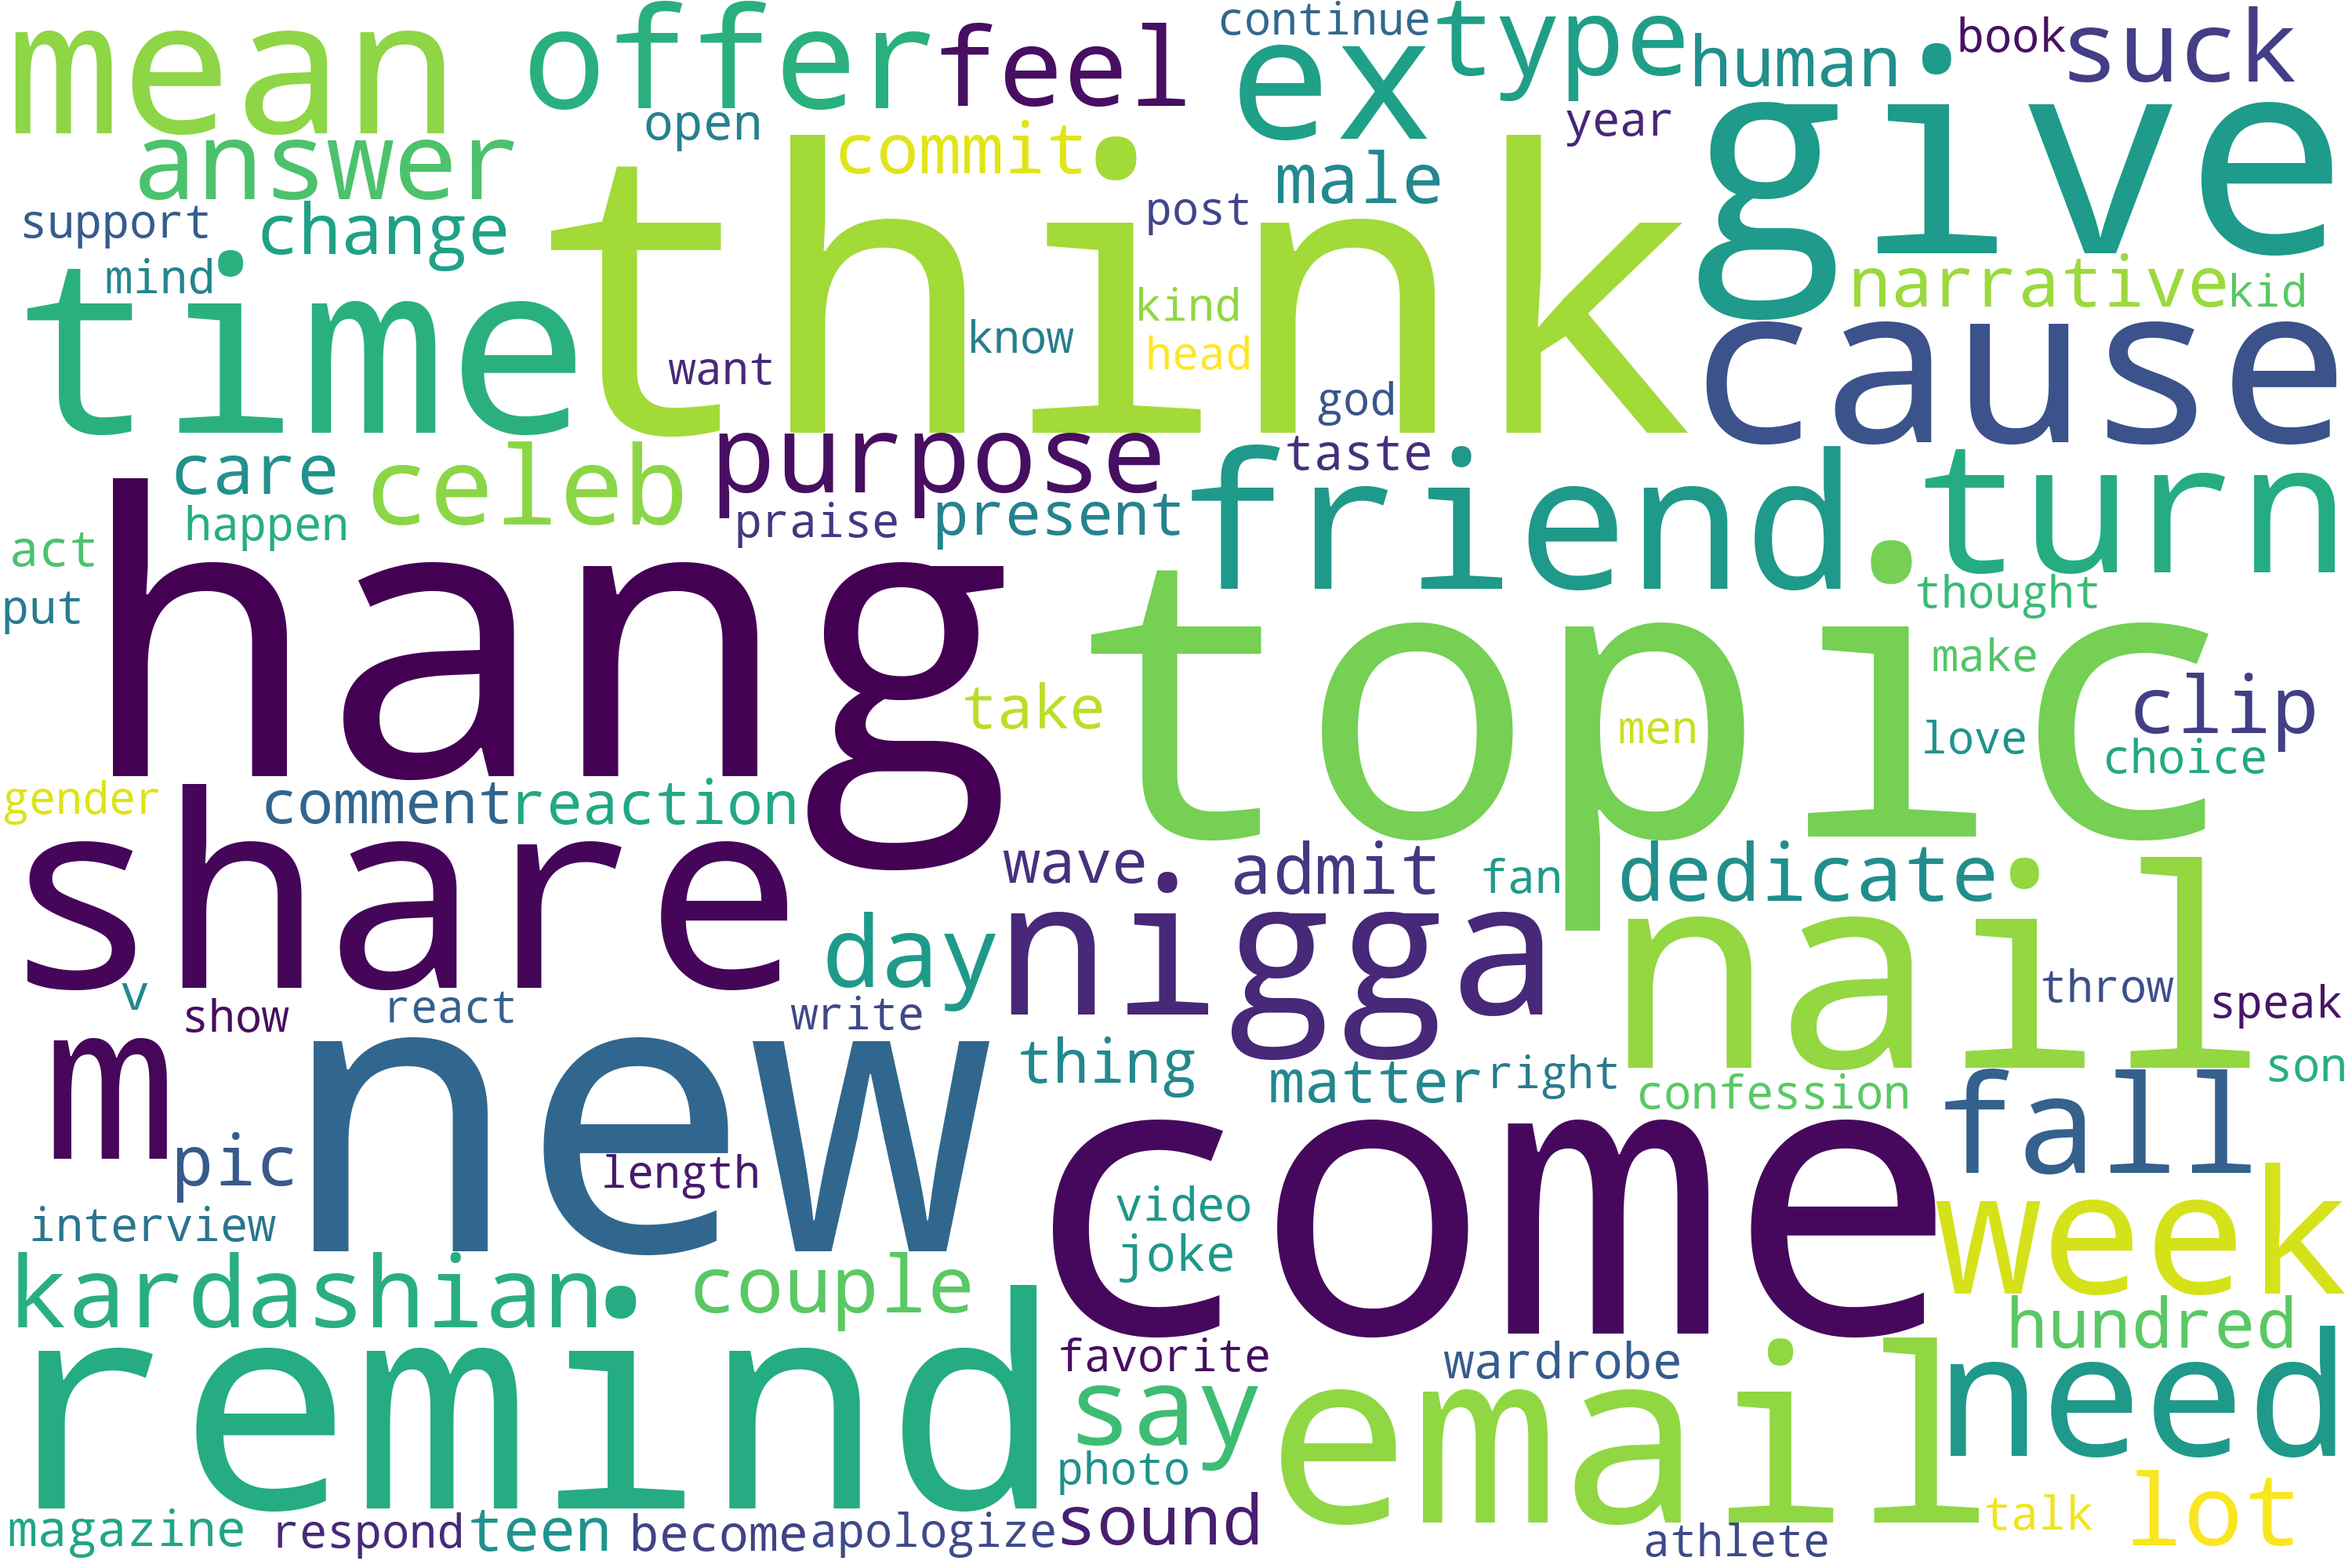 mean
offer
feel
continue
ex
type
human
book
suck
answer
open
commit
think
male
year
give
support
change
post
mind
time
want
know
kind
head
narrative
kid
cause
god
taste
purpose
care
celeb
happen
praise
present
friend
turn
act
put
hang
topic
thought
make
take
men
love
clip
choice
gender
comment
reaction
share
wave
admit
fan
dedicate
day
nigga
nail
throw
speak
v
show
react
write
m
new
thing
matter
right
confession
son
fall
pic
length
come
video
joke
week
interview
kardashian
couple
hundred
remind
favorite
wardrobe
say
email
need
photo
magazine
respond
teen
become
apologize
sound
athlete
talk
lot